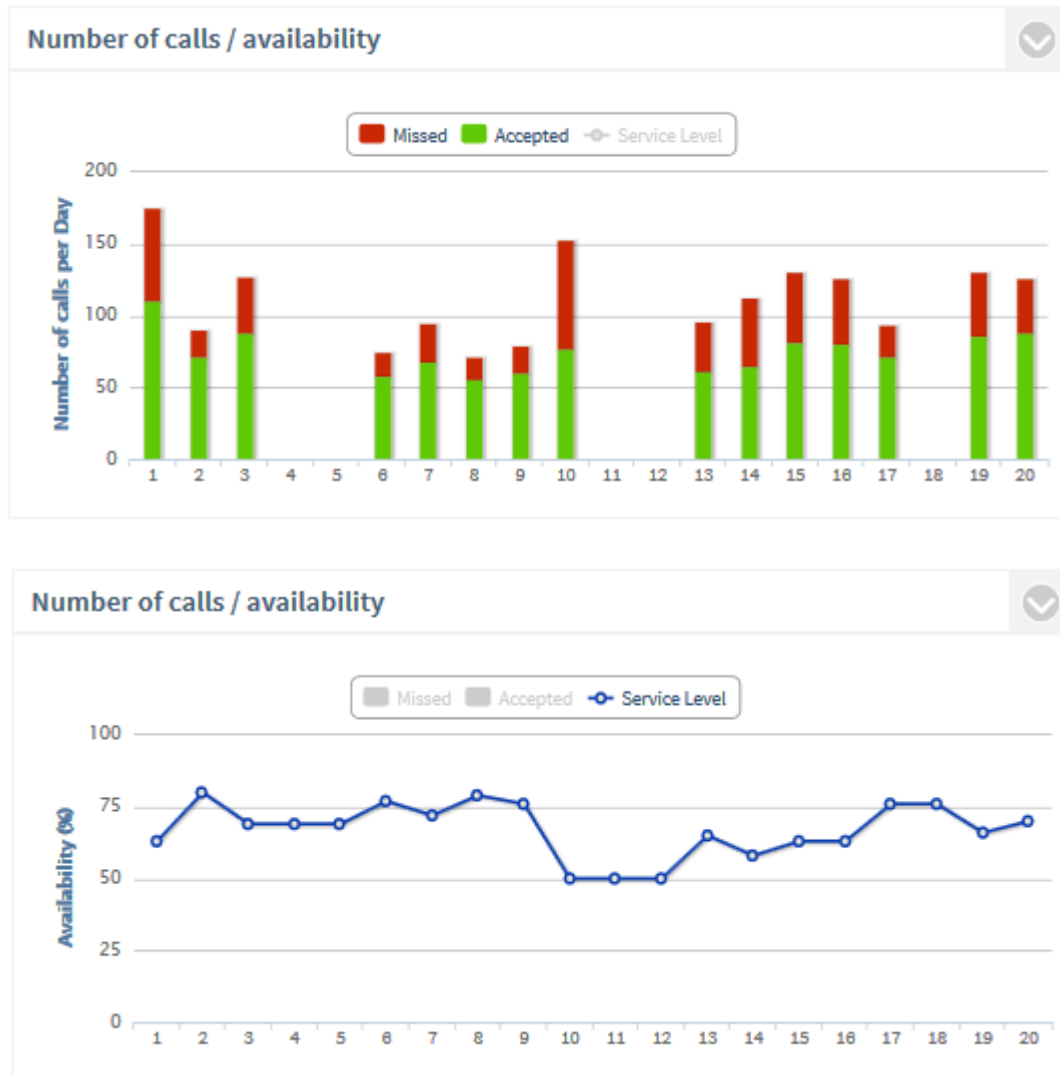 Number of calls / availability
Missed Accepted Service Level
Number of calls per Day
200
150
100
50
0
1 2 3 4 5 6 7 8 9 10 11 12 13 14 15 16 17 18 19 20
Number of calls / availability
Missed Accepted Service Level
Availability (%)
100
75
50
25
0
1 2 3 4 5 6 7 8 9 10 11 12 13 14 15 16 17 18 19 20